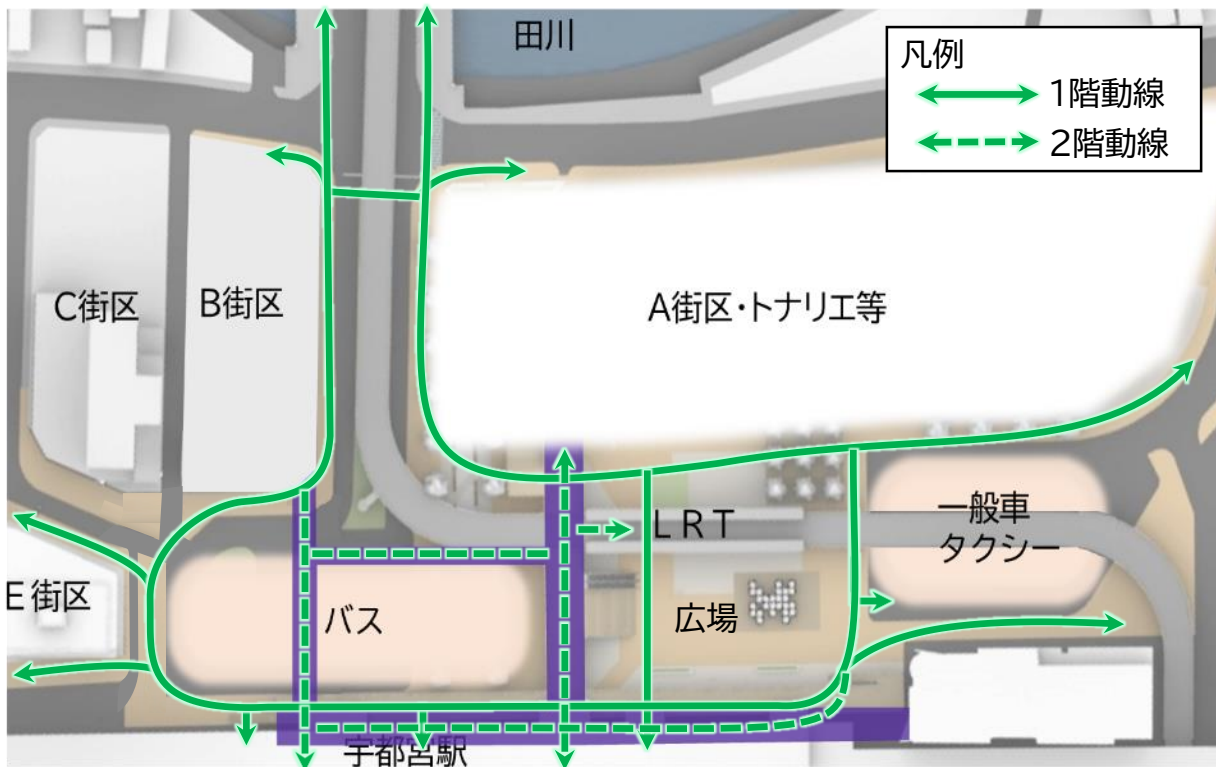 田川
凡例
1階動線
2階動線
C街区
B街区
A街区・トナリエ等
LRT
一般車
タクシー
E街区
バス
広場
宇都宮駅